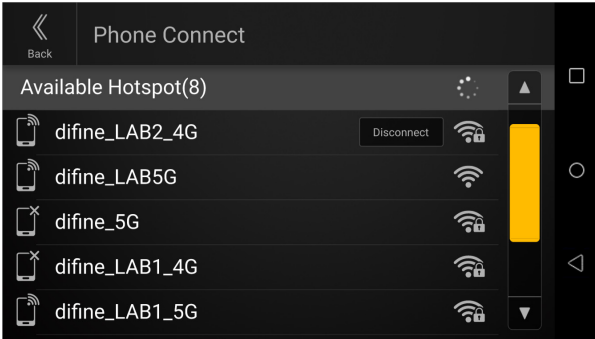 Back
Phone Connect
Available Hotspot(8)
difine_LAB2_4G Disconnect
difine_LAB5G
difine_5G
difine_LAB1_4G
difine_LAB1_5G